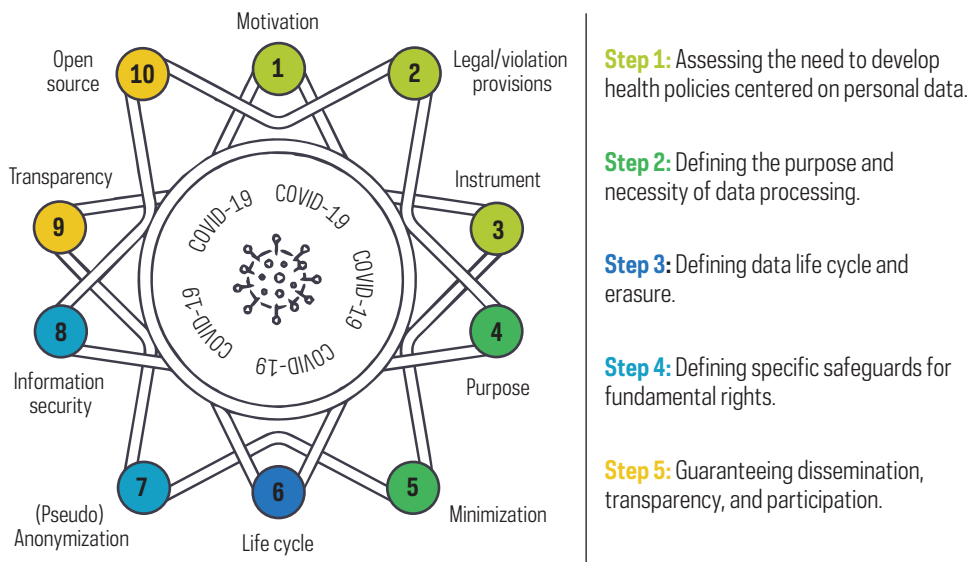 Motivation
1
Legal/violation
provisions
2
Instrument
3
4
Purpose
5
Minimization
6
Life cycle
7
(Pseudo)
Anonymization
8
Information
security
Transparency
9
Open
source
10
COVID-19
COVID-19
COVID-19
COVID-19
COVID-19
Step 1: Assessing the need to develop
health policies centered on personal data.
Step 2: Defining the purpose and
necessity of data processing.
Step 3: Defining data life cycle and
erasure.
Step 4: Defining specific safeguards for
fundamental rights.
Step 5: Guaranteeing dissemination,
transparency, and participation.